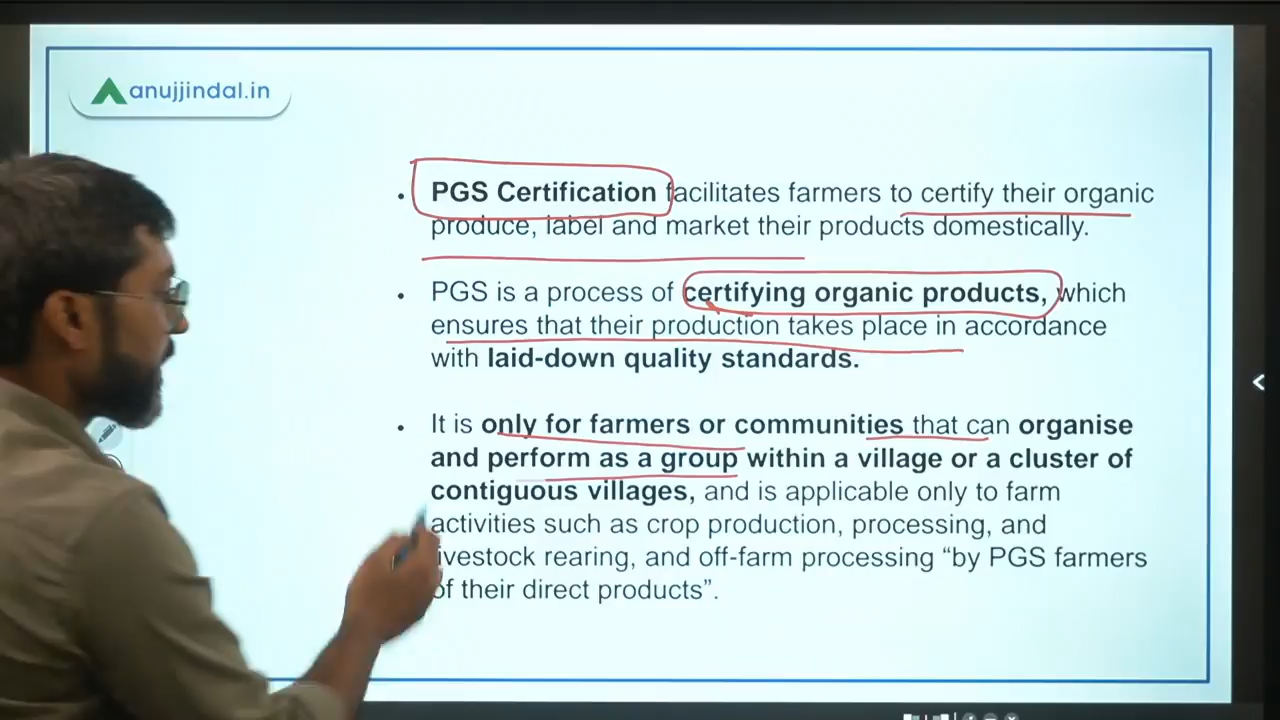 anujjindal.in
• PGS Certification facilitates farmers to certify their organic
produce, label and market their products domestically.
• PGS is a process of certifying organic products, which
ensures that their production takes place in accordance
with laid-down quality standards.
• It is only for farmers or communities that can organise
and perform as a group within a village or a cluster of
contiguous villages, and is applicable only to farm
activities such as crop production, processing, and
livestock rearing, and off-farm processing “by PGS farmers
of their direct products”.